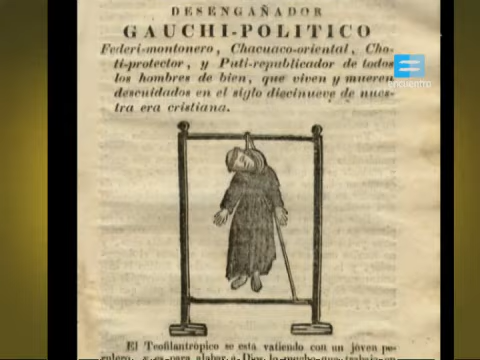 DESENGAÑADOR
GAUCHI-POLITICO
Federi-montonero, Chacuaco-oriental, Cho-
ti-protector, y Puti-republicador de todos
los hombres de bien, que viven y mueren
descuidados en el siglo diecinueve de nues-
tra era cristiana.
encuentro
El Teofilantrópico se está vatiendo con un jóven pe-